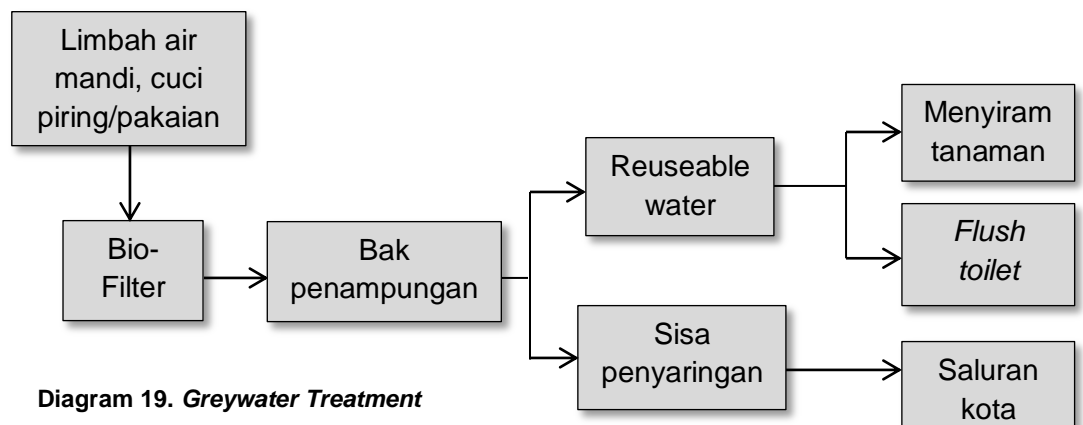 Limbah air
mandi, cuci
piring/pakaian
Bio-
Filter
Bak
penampungan
Reuseable
water
Menyiram
tanaman
Flush
toilet
Sisa
penyaringan
Saluran
kota
Diagram 19. Greywater Treatment